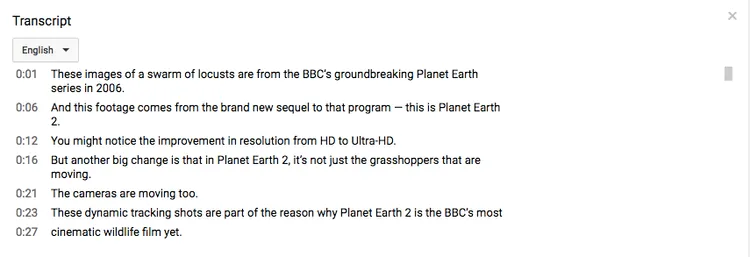 Transcript
English
0:01 These images of a swarm of locusts are from the BBC's groundbreaking Planet Earth
series in 2006.
0:06 And this footage comes from the brand new sequel to that program — this is Planet Earth
2.
0:12 You might notice the improvement in resolution from HD to Ultra-HD.
0:16 But another big change is that in Planet Earth 2, it's not just the grasshoppers that are
moving.
0:21 The cameras are moving too.
0:23 These dynamic tracking shots are part of the reason why Planet Earth 2 is the BBC's most
0:27 cinematic wildlife film yet.